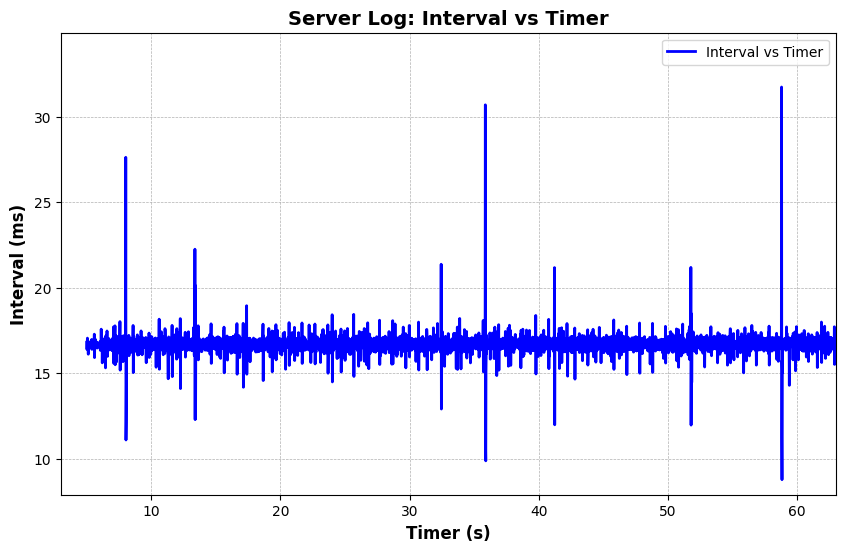 Server Log: Interval vs Timer
Interval vs Timer
30
25
20
15
10
Interval (ms)
10 20 30 40 50 60
Timer (s)